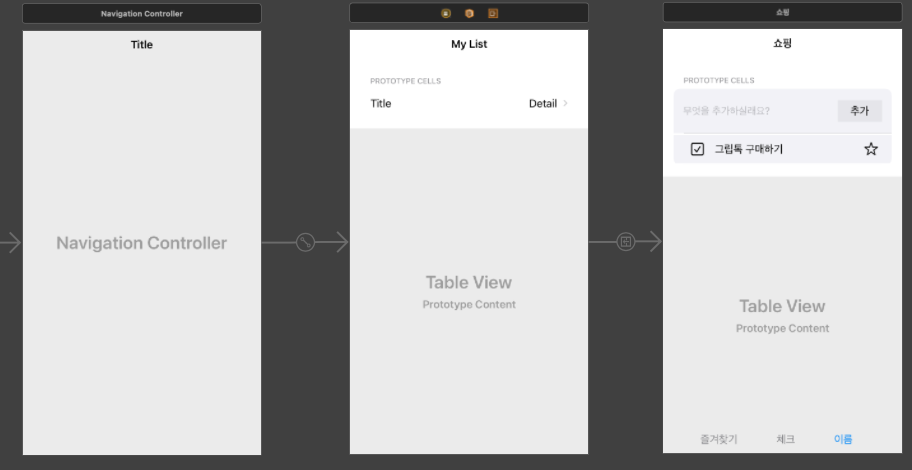 Navigation Controller
Title
Navigation Controller
My List
PROTOTYPE CELLS
Title
Detail
Table View
Prototype Content
쇼핑
쇼핑
PROTOTYPE CELLS
무엇을 추가하실래요?
추가
그립톡 구매하기
Table View
Prototype Content
즐겨찾기
체크
이름